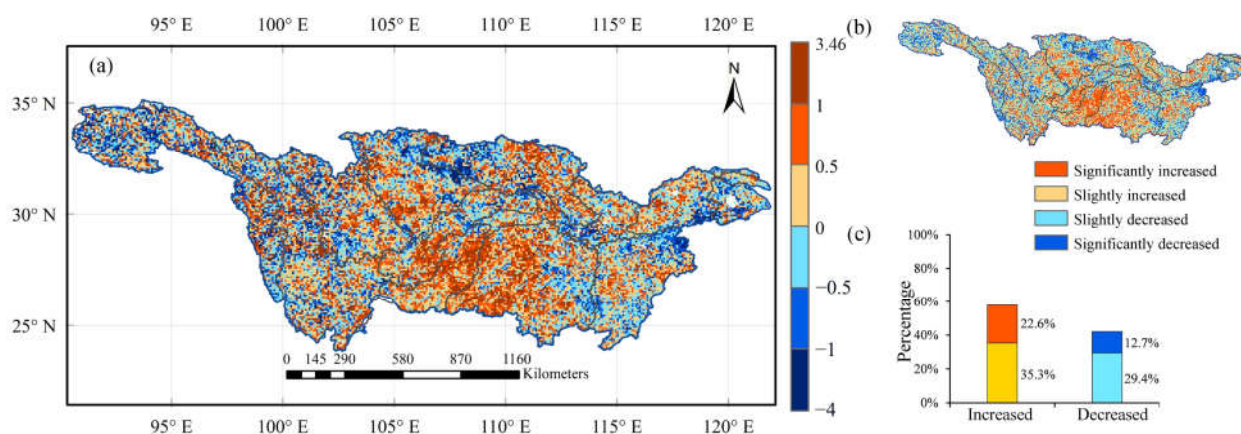 95° E 100° E 105° E 110° E 115° E 120° E
(a)
N
35° N
30° N
25° N
0 145 290 580 870 1160
Kilometers
95° E 100° E 105° E 110° E 115° E 120° E
3.46
1
0.5
0
−0.5
−1
−4
(b)
Significantly increased
Slightly increased
Slightly decreased
Significantly decreased
(c)
Percentage
100%
80%
60%
40%
20%
0%
22.6%
35.3%
12.7%
29.4%
Increased Decreased